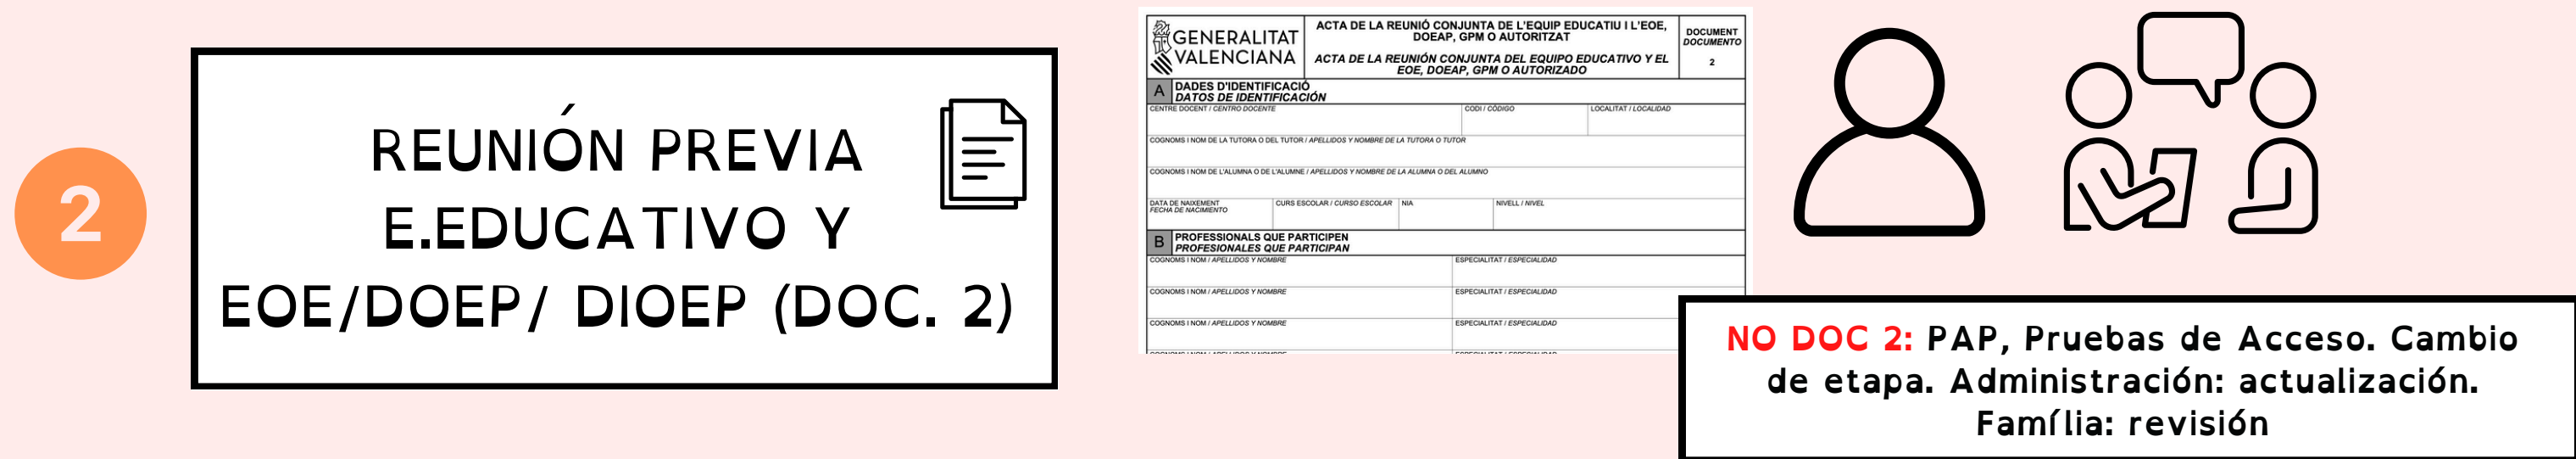 2
REUNIÓN PREVIA
E.EDUCATIVO Y
EOE/DOEP/ DIOEP (DOC. 2)
GENERALITAT
VALENCIANA
ACTA DE LA REUNIÓ CONJUNTA DE L'EQUIP EDUCATIU I L'EOE,
DOEAP, GPM O AUTORITZAT
ACTA DE LA REUNIÓN CONJUNTA DEL EQUIPO EDUCATIVO Y EL
EOE, DOEAP, GPM O AUTORIZADO
DOCUMENT
DOCUMENTO
2
A
DADES D'IDENTIFICACIÓ
DATOS DE IDENTIFICACIÓN
CENTRE DOCENT / CENTRO DOCENTE
CODI / CÓDIGO
LOCALITAT / LOCALIDAD
COGNOMS I NOM DE LA TUTORA O DEL TUTOR / APELLIDOS Y NOMBRE DE LA TUTORA O TUTOR
COGNOMS I NOM DE L'ALUMNA O DE L'ALUMNE / APELLIDOS Y NOMBRE DE LA ALUMNA O DEL ALUMNO
DATA DE NAIXEMENT
FECHA DE NACIMIENTO
CURS ESCOLAR / CURSO ESCOLAR
NIA
NIVELL / NIVEL
B
PROFESSIONALS QUE PARTICIPEN
PROFESIONALES QUE PARTICIPAN
COGNOMS I NOM / APELLIDOS Y NOMBRE
ESPECIALITAT / ESPECIALIDAD
COGNOMS I NOM / APELLIDOS Y NOMBRE
ESPECIALITAT / ESPECIALIDAD
COGNOMS I NOM / APELLIDOS Y NOMBRE
ESPECIALITAT / ESPECIALIDAD
NO DOC 2: PAP, Pruebas de Acceso. Cambio
de etapa. Administración: actualización.
Família: revisión